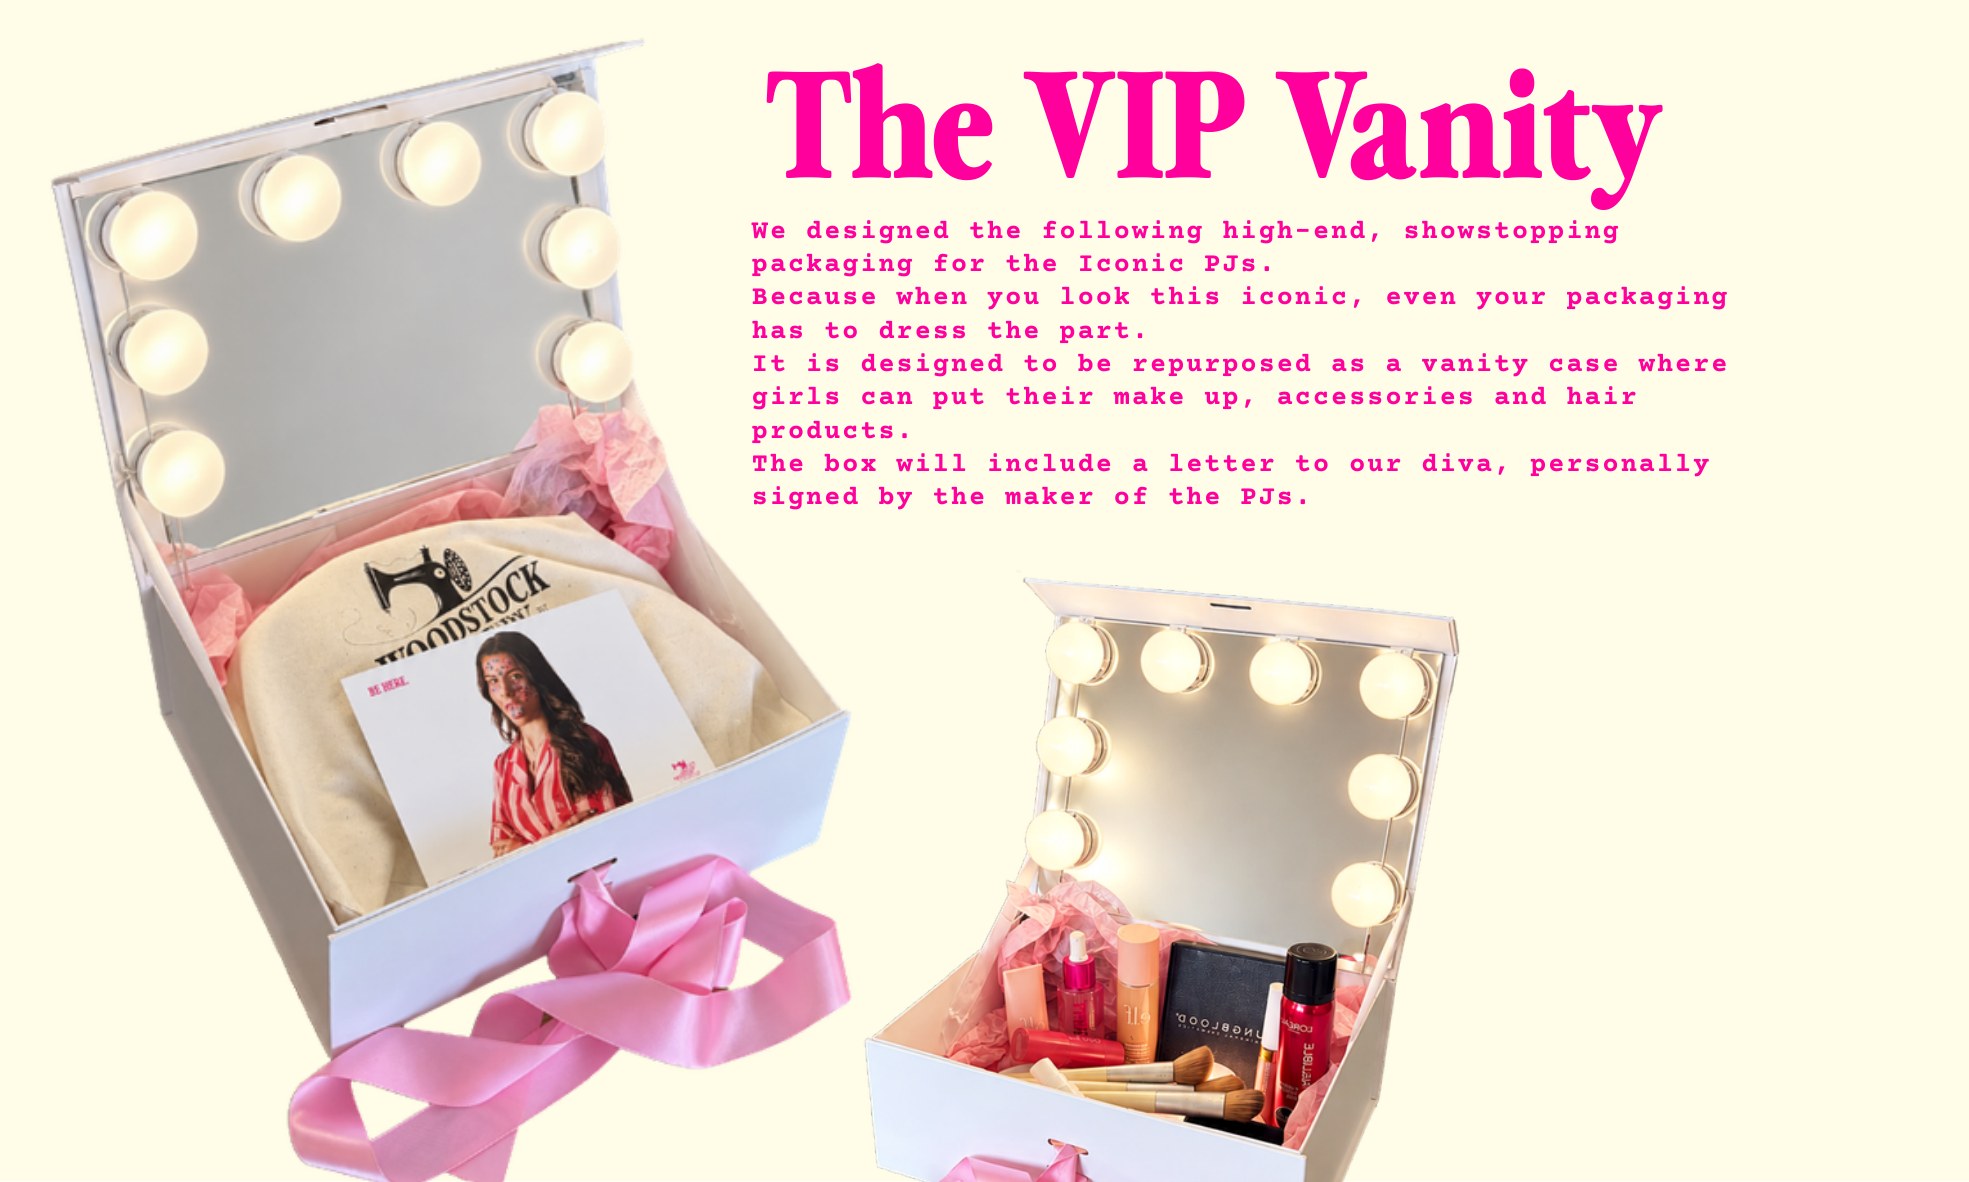 The VIP Vanity
We designed the following high-end, showstopping
packaging for the Iconic PJs.
Because when you look this iconic, even your packaging
has to dress the part.
It is designed to be repurposed as a vanity case where
girls can put their make up, accessories and hair
products.
The box will include a letter to our diva, personally
signed by the maker of the PJs.
WOODSTOCK
BE HERE.
e.l.f.
NGBLOOD
LOREAL